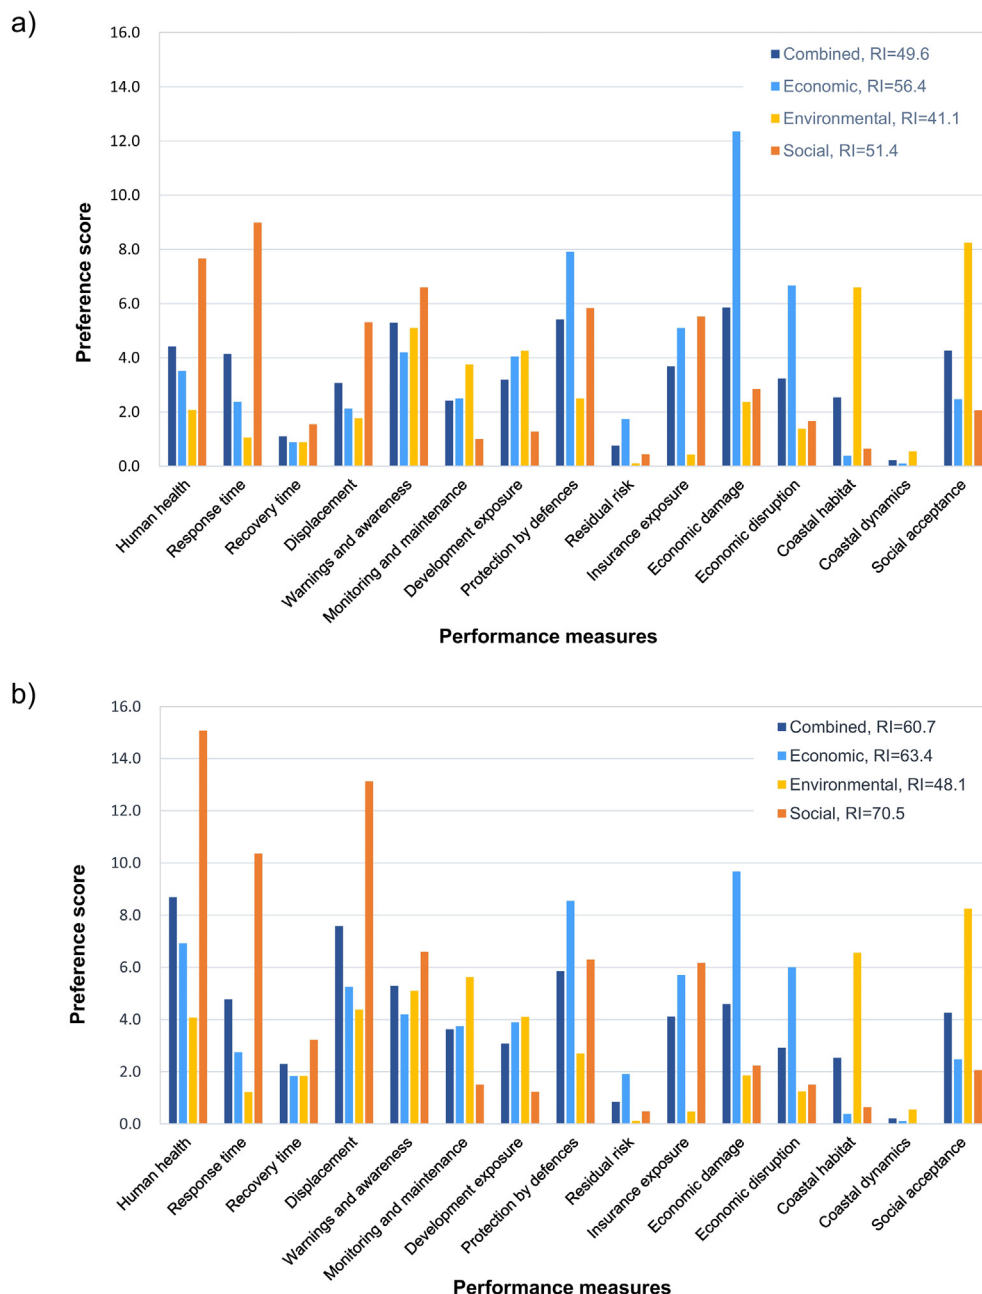 a)
16.0
14.0
12.0
10.0
8.0
6.0
4.0
2.0
0.0
Preference score
Combined, RI=49.6
Economic, RI=56.4
Environmental, RI=41.1
Social, RI=51.4
Human health
Response time
Recovery time
Displacement
Warnings and awareness
Monitoring and maintenance
Development exposure
Protection by defences
Residual risk
Insurance exposure
Economic damage
Economic disruption
Coastal habitat
Coastal dynamics
Social acceptance
Performance measures
b)
16.0
14.0
12.0
10.0
8.0
6.0
4.0
2.0
0.0
Preference score
Combined, RI=60.7
Economic, RI=63.4
Environmental, RI=48.1
Social, RI=70.5
Human health
Response time
Recovery time
Displacement
Warnings and awareness
Monitoring and maintenance
Development exposure
Protection by defences
Residual risk
Insurance exposure
Economic damage
Economic disruption
Coastal habitat
Coastal dynamics
Social acceptance
Performance measures